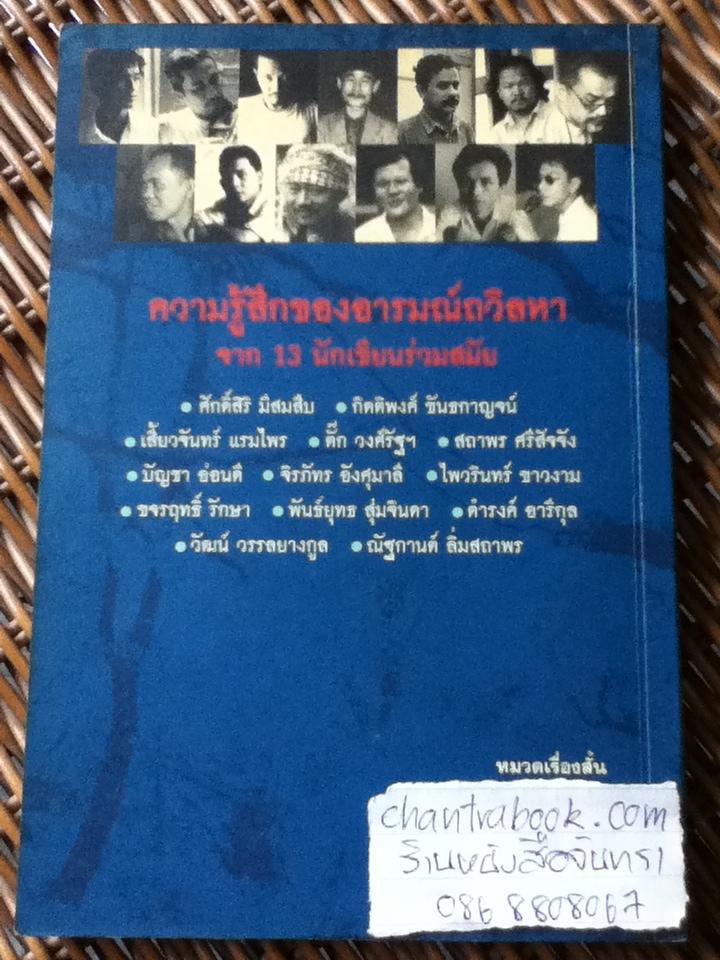 ความรู้สึกของอารมณ์ถวิลหา
จาก 13 นักเขียนร่วมสมัย
• ศักดิ์สิริ มีสมสืบ • กิตติพงศ์ ขันธกาญจน์
• เสี้ยวจันทร์ แรมไพร • ติ๊ก วงศ์รัฐฯ • สถาพร ศรีสัจจัง
• บัญชา อ่อนดี • จิรภัทร อังศุมาลี • ไพวรินทร์ ขาวงาม
• ขจรฤทธิ์ รักษา • พันธ์ยุทธ สุ่มจินดา • ดำรงค์ อารีกุล
• วัฒน์ วรรลยางกูล • ณัฐกานต์ ลิ่มสถาพร
หมวดเรื่องสั้น
chantrabook.com
ร้านหนังสือจันทรา
086 8808067